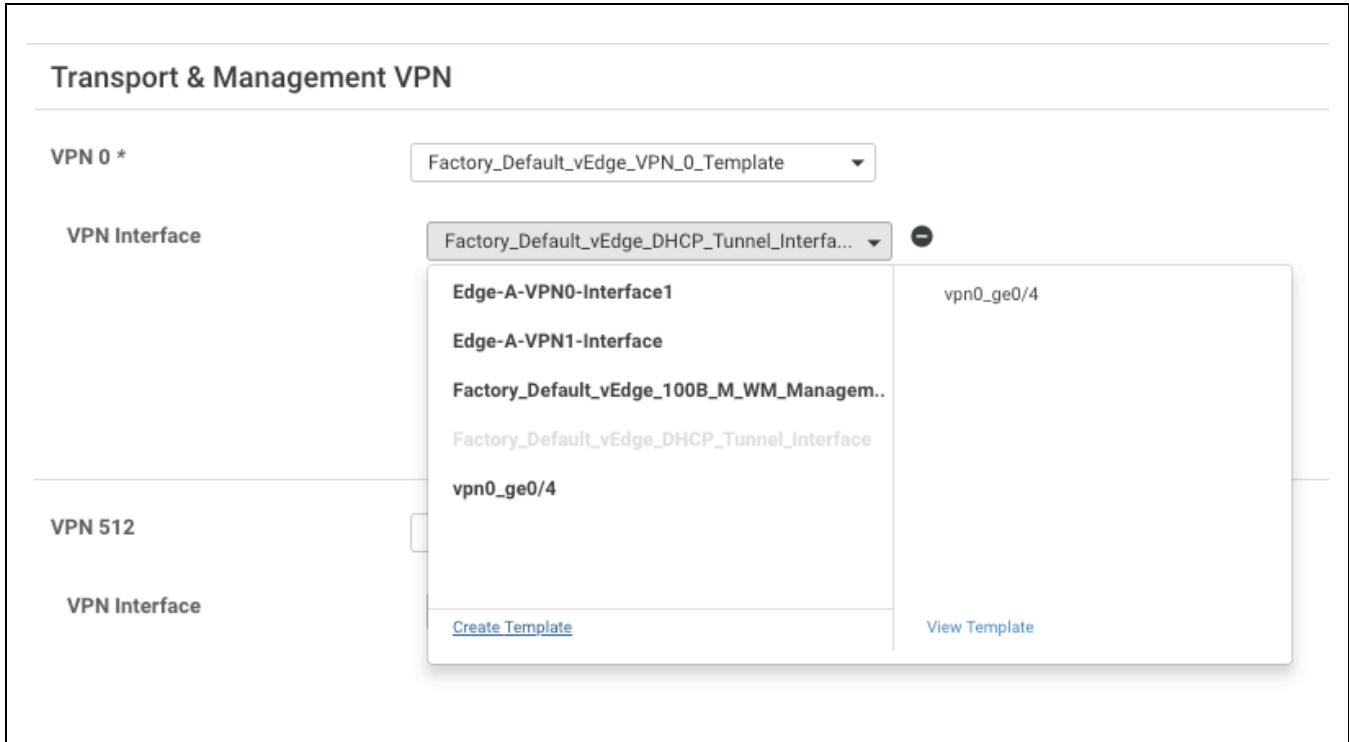 Transport & Management VPN
VPN 0 *
Factory_Default_vEdge_VPN_0_Template
VPN Interface
Factory_Default_vEdge_DHCP_Tunnel_Interfa...
Edge-A-VPN0-Interface1
vpn0_ge0/4
Edge-A-VPN1-Interface
Factory_Default_vEdge_100B_M_WM_Managem..
Factory_Default_vEdge_DHCP_Tunnel_Interface
vpn0_ge0/4
VPN 512
VPN Interface
Create Template
View Template